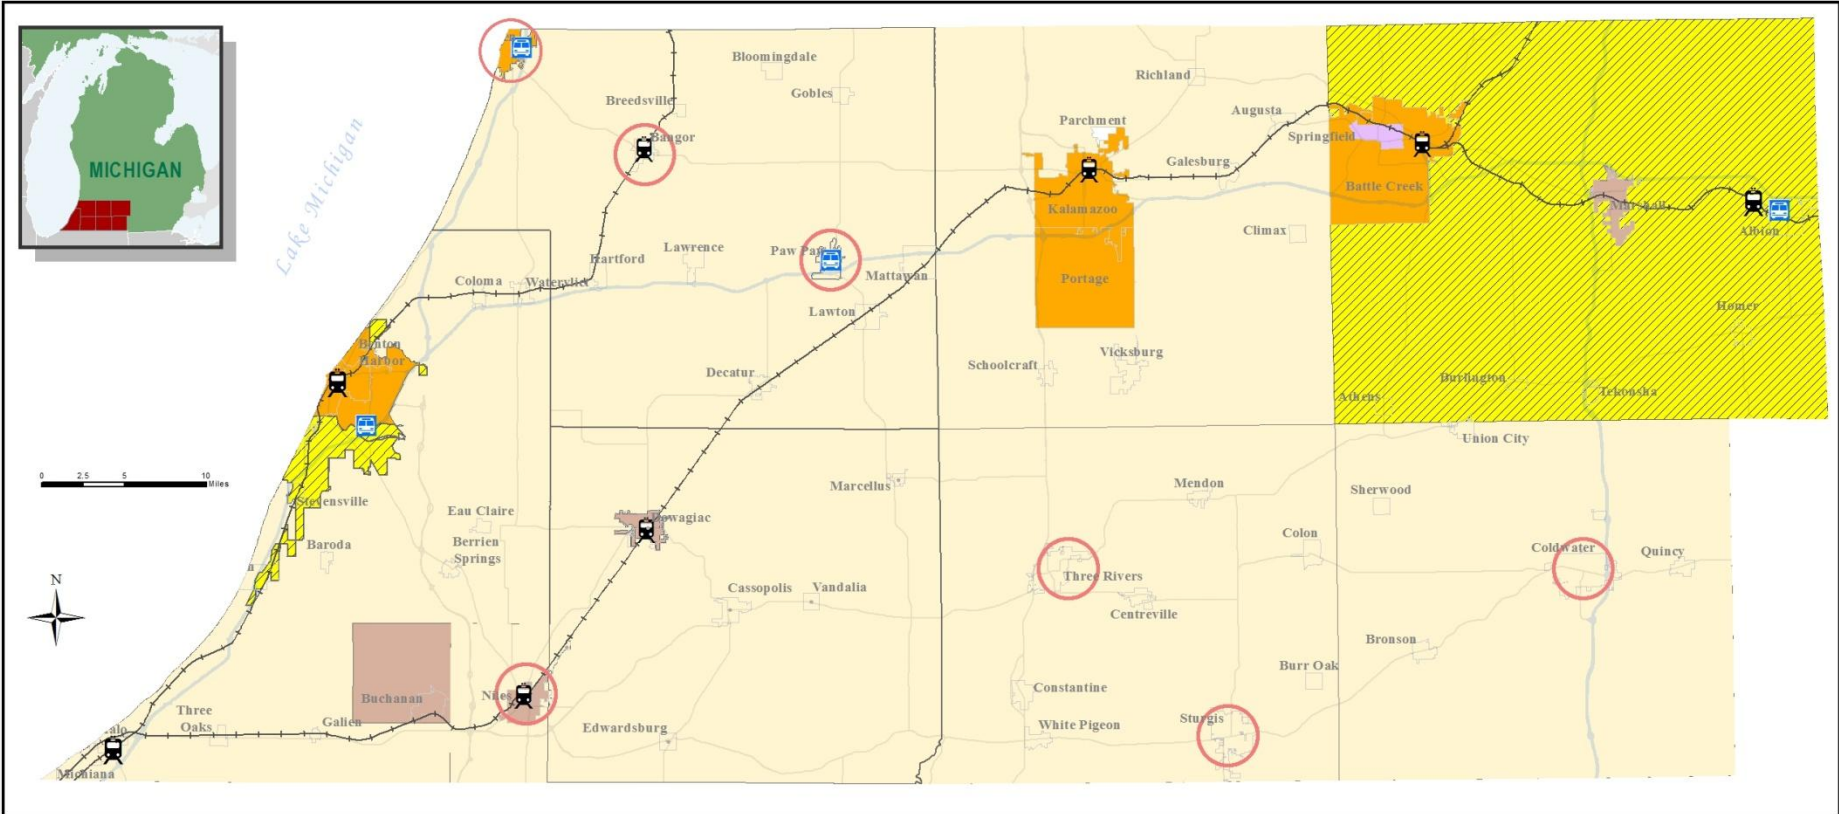 MICHIGAN
Lake Michigan
Bloomingdale
Breedsville
Gobles
Bangor
Richland
Augusta
Parchment
Springfield
Galesburg
Battle Creek
Kalamazoo
Marshall
Albion
Climax
Lawrence
Paw Paw
Hartford
Mattawan
Coloma
Watervliet
Portage
Lawton
Homer
Benton
Harbor
Schoolcraft
Vicksburg
Decatur
Burlington
Athens
Tekonsha
Union City
0 2.5 5 10
Miles
Marcellus
Mendon
Sherwood
Stevensville
Eau Claire
Dowagiac
Baroda
Berrien
Springs
Colon
Coldwater
Quincy
N
Three Rivers
Cassopolis
Vandalia
Centreville
Bronson
Burr Oak
Buchanan
Niles
Constantine
Three
Oaks
Galien
Edwardsburg
White Pigeon
Sturgis
alo
Michiana